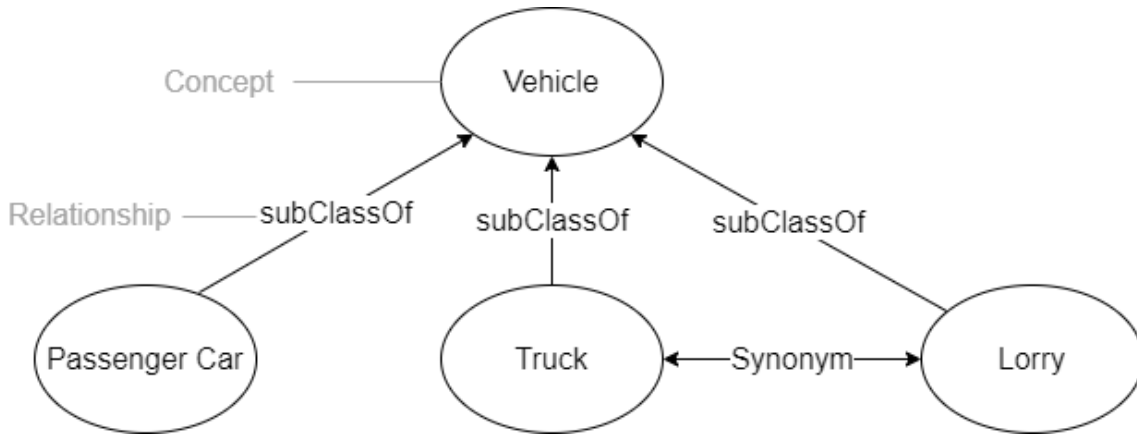 Concept
Vehicle
Relationship
subClassOf
subClassOf
subClassOf
Passenger Car
Truck
Synonym
Lorry